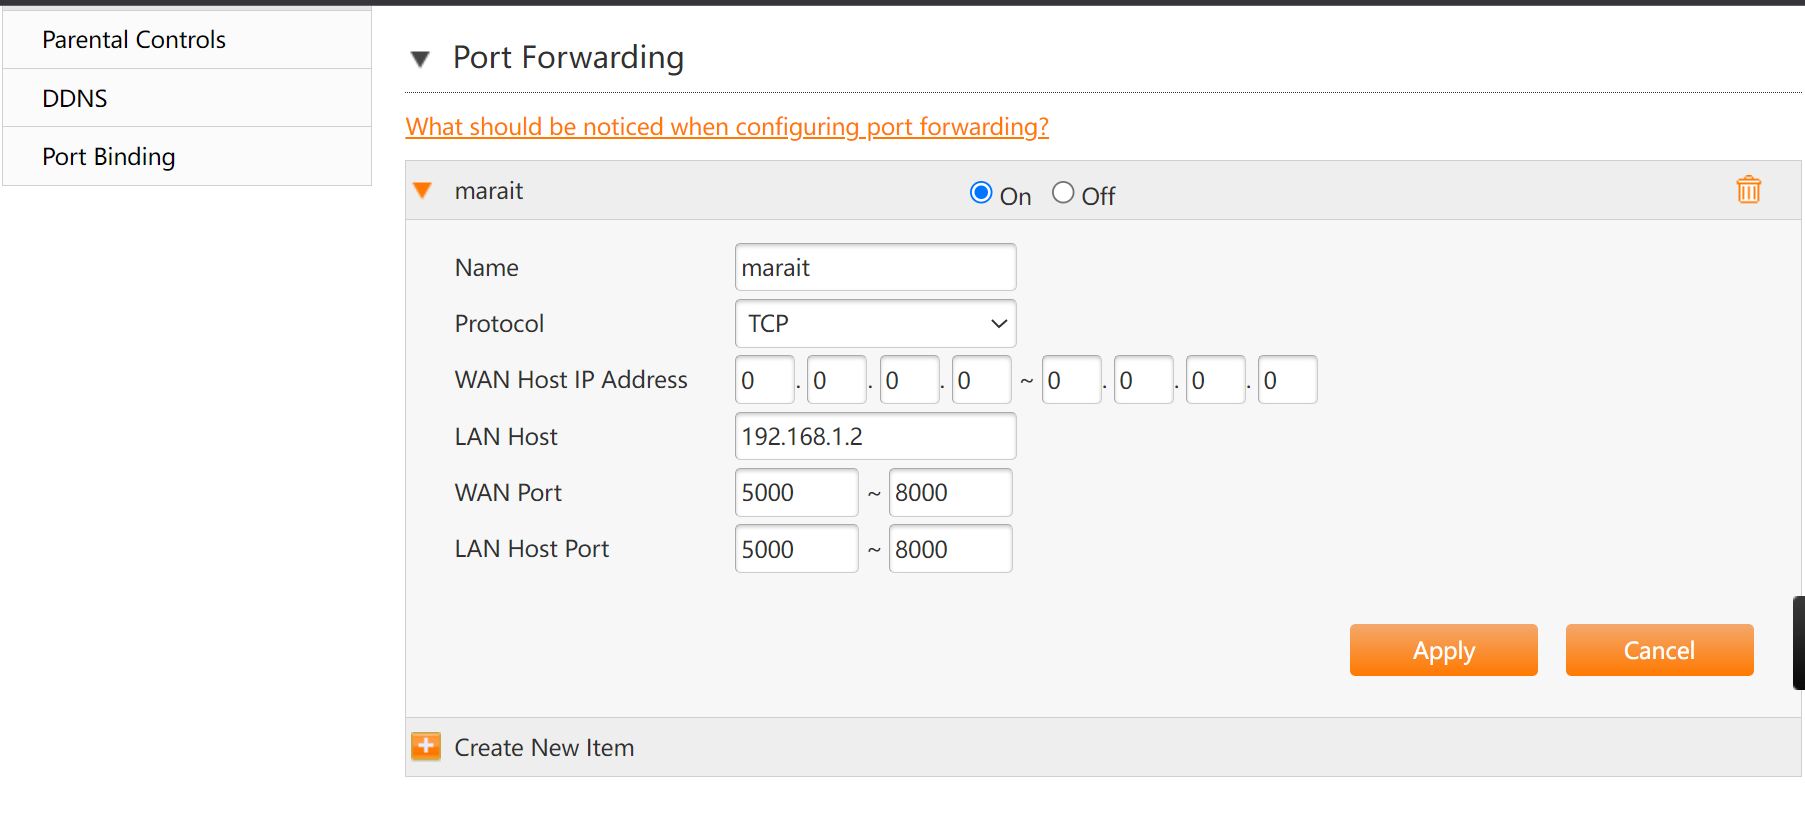 Parental Controls
DDNS
Port Binding
Port Forwarding
What should be noticed when configuring port forwarding?
marait On Off
Name marait
Protocol TCP
WAN Host IP Address 0 . 0 . 0 . 0 ~ 0 . 0 . 0 . 0
LAN Host 192.168.1.2
WAN Port 5000 ~ 8000
LAN Host Port 5000 ~ 8000
Apply Cancel
Create New Item